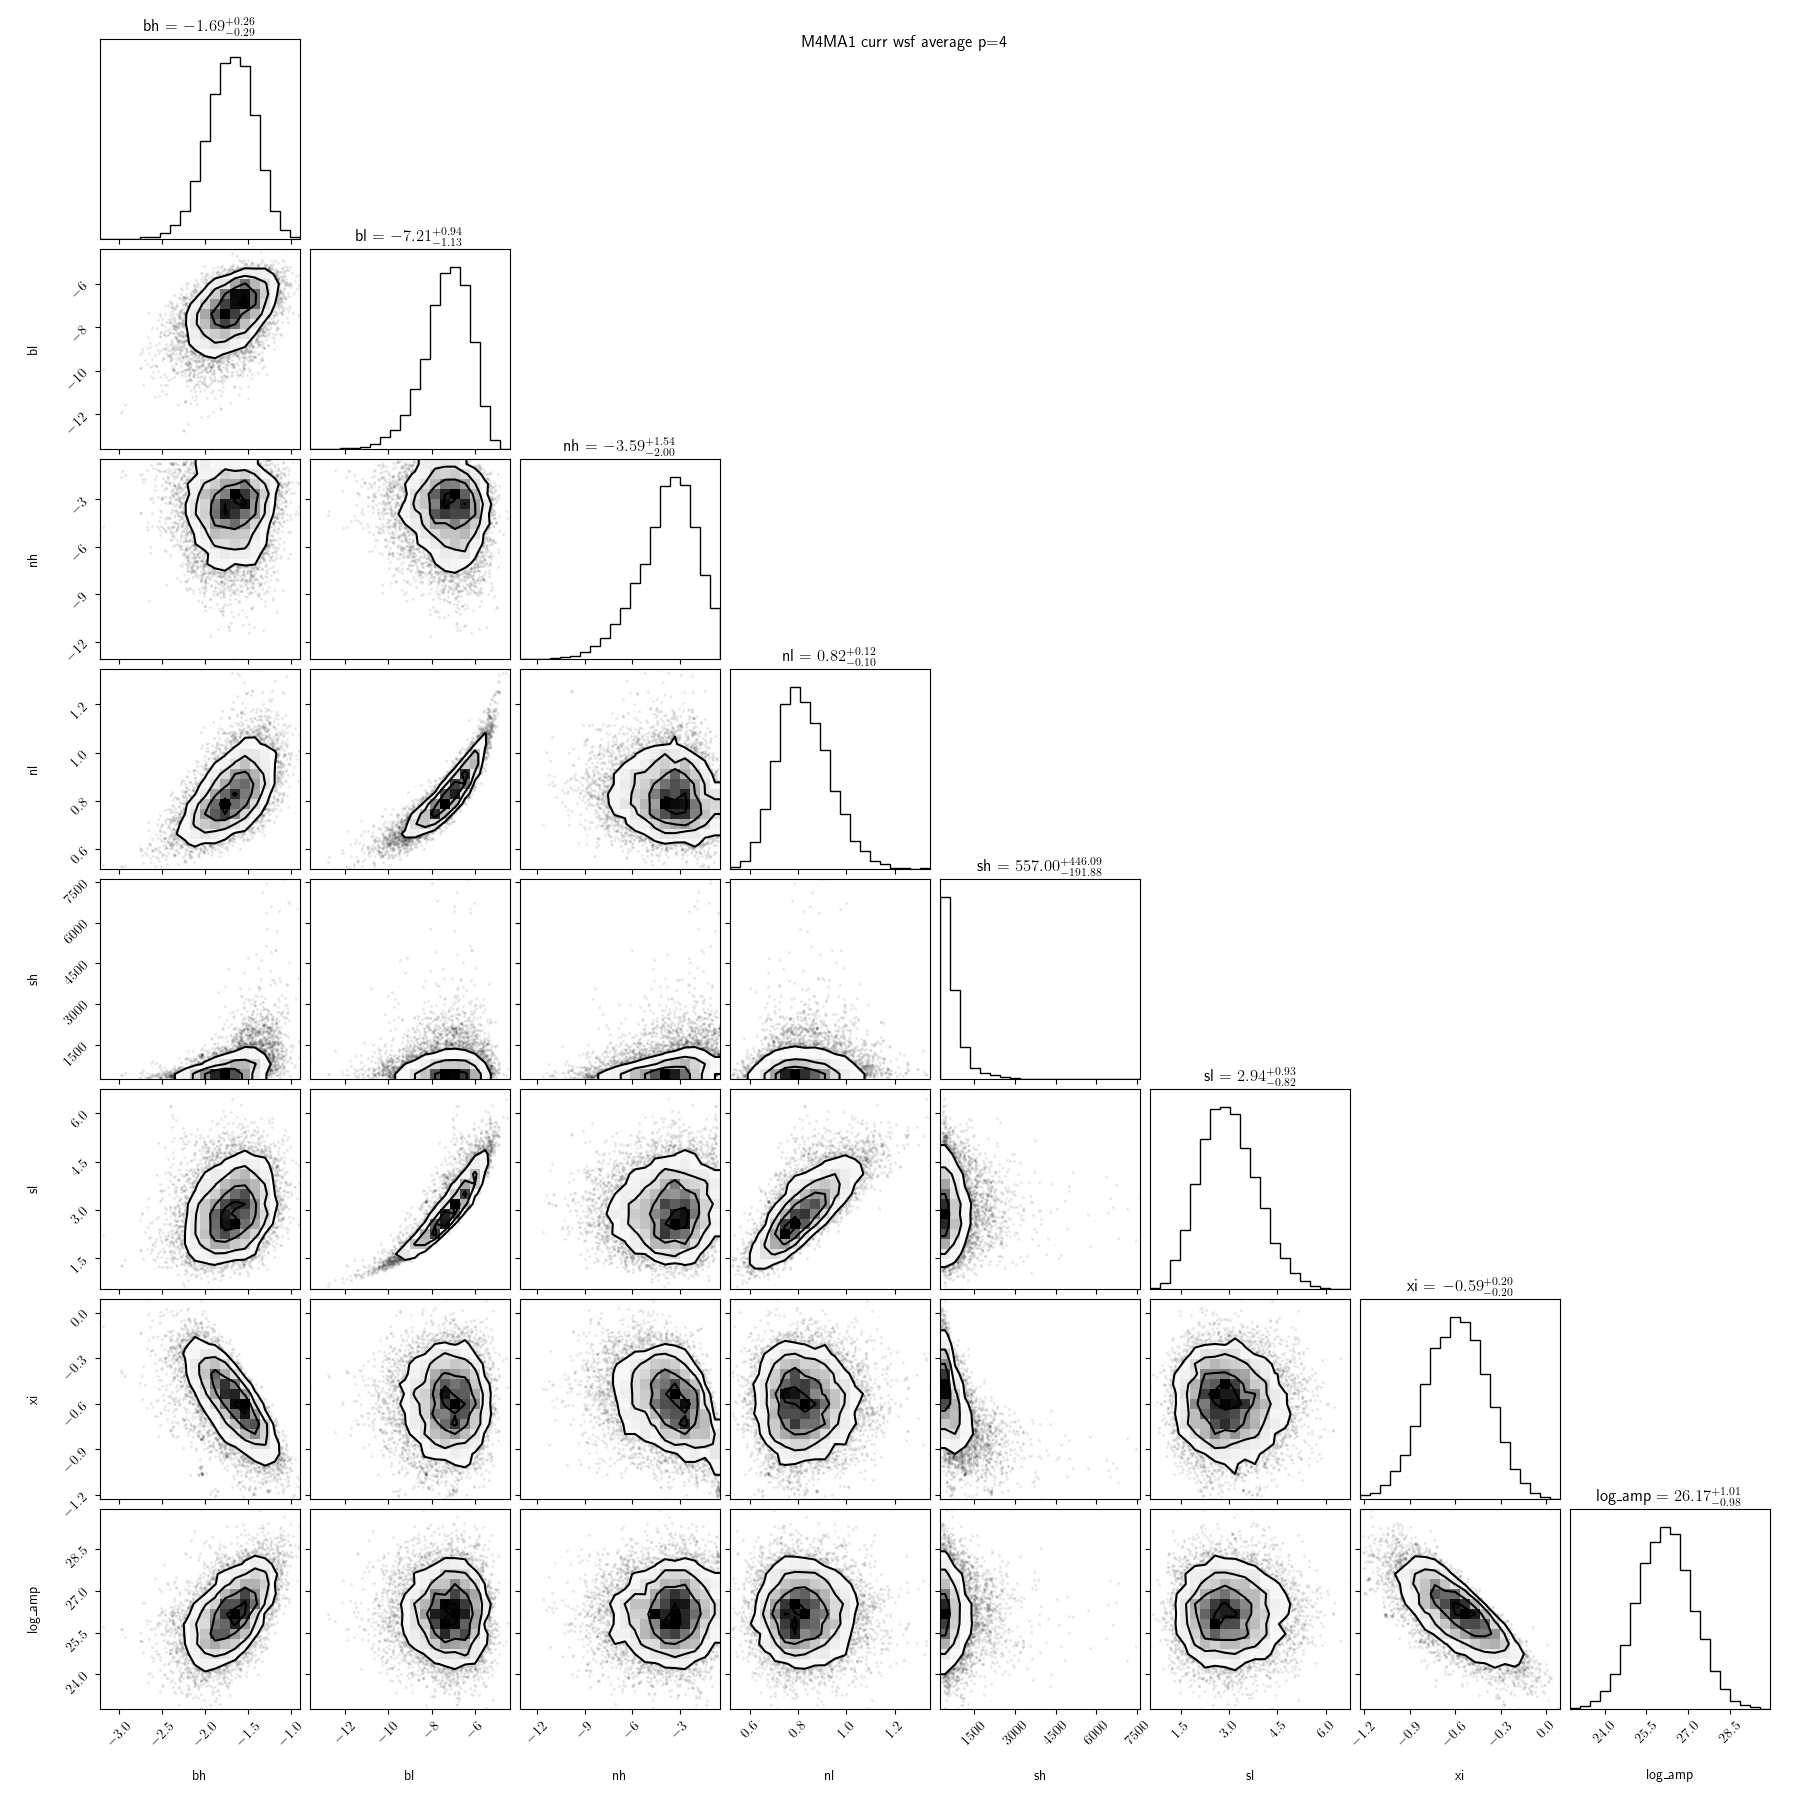 M4MA1 curr wsf average p=4
bh = −1.69+0.26−0.29
bl = −7.21+0.94−1.13
bl
−6
−8
−10
−12
nh = −3.59+1.54−2.00
nh
−3
−6
−9
−12
nl = 0.82+0.12−0.10
nl
1.2
1.0
0.8
0.6
sh = 557.00+446.09−191.88
sh
7500
6000
4500
3000
1500
sl = 2.94+0.93−0.82
sl
6.0
4.5
3.0
1.5
xi = −0.59+0.20−0.20
xi
0.0
−0.3
−0.6
−0.9
−1.2
log_amp = 26.17+1.01−0.98
log_amp
28.5
27.0
25.5
24.0
−3.0 −2.5 −2.0 −1.5 −1.0 −12 −10 −8 −6 −12 −9 −6 −3 0.6 0.8 1.0 1.2 1500 3000 4500 6000 7500 1.5 3.0 4.5 6.0 −1.2 −0.9 −0.6 −0.3 0.0 24.0 25.5 27.0 28.5
bh bl nh nl sh sl xi log_amp